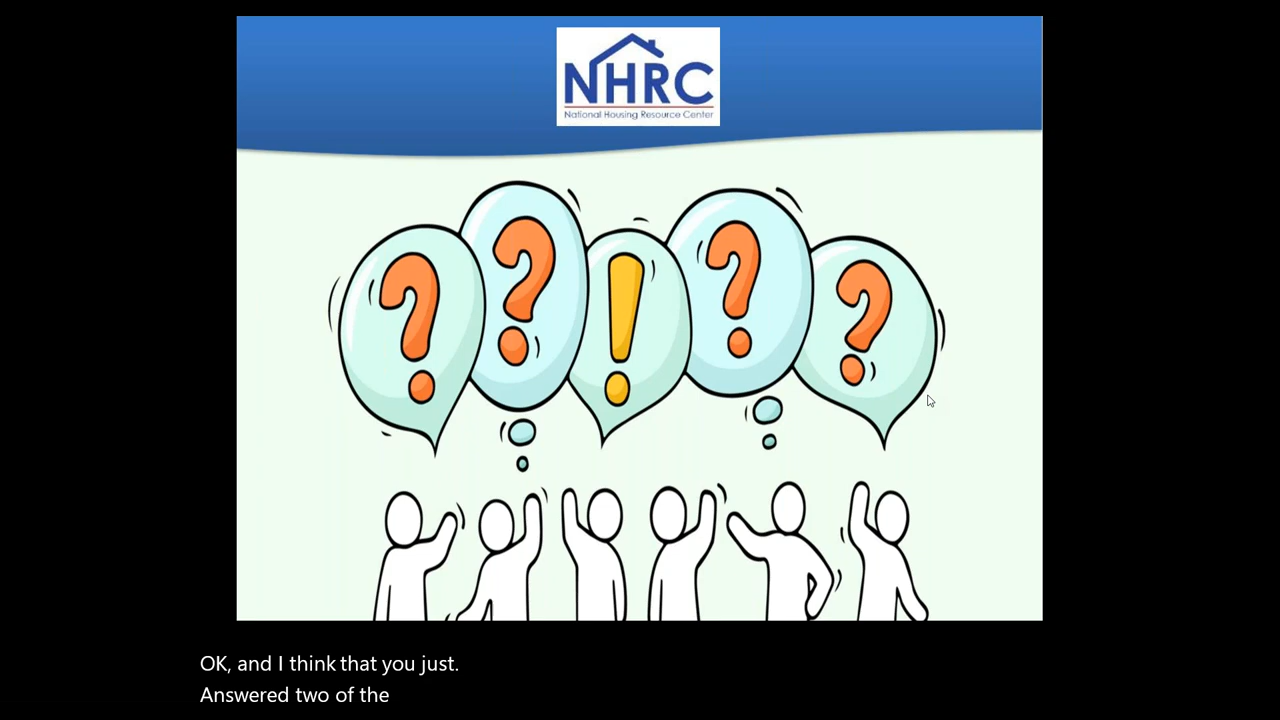 NHRC
National Housing Resource Center
? ? ! ? ?
OK, and I think that you just.
Answered two of the